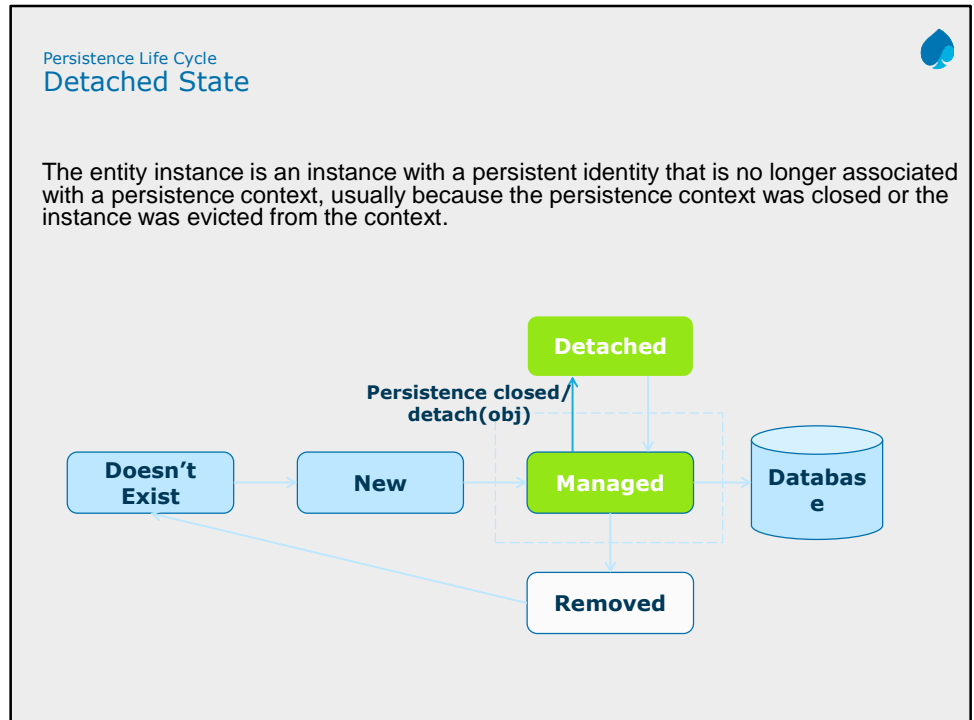 Persistence Life Cycle
Detached State
The entity instance is an instance with a persistent identity that is no longer associated
with a persistence context, usually because the persistence context was closed or the
instance was evicted from the context.
Detached
Persistence closed/
detach(obj)
Doesn’t
Exist
New
Managed
Databas
e
Removed